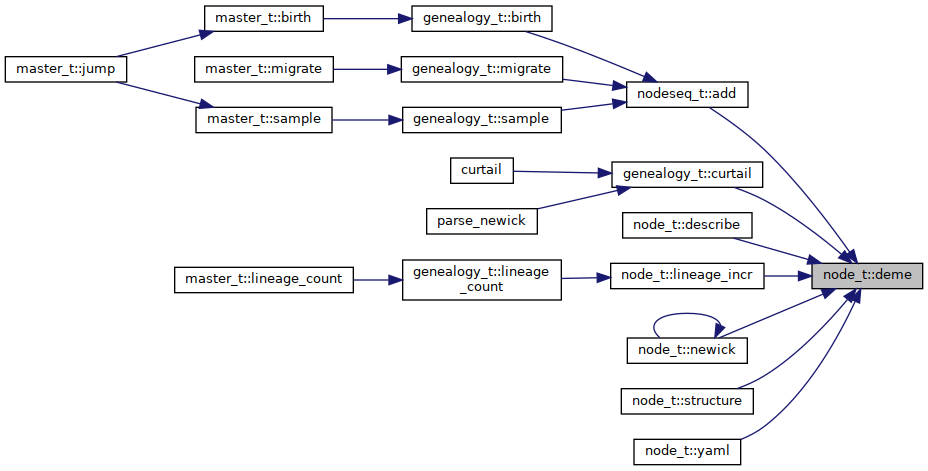 master_t::birth
genealogy_t::birth
master_t::jump
master_t::migrate
genealogy_t::migrate
nodeseq_t::add
master_t::sample
genealogy_t::sample
curtail
genealogy_t::curtail
parse_newick
node_t::describe
master_t::lineage_count
genealogy_t::lineage
_count
node_t::lineage_incr
node_t::deme
node_t::newick
node_t::structure
node_t::yaml